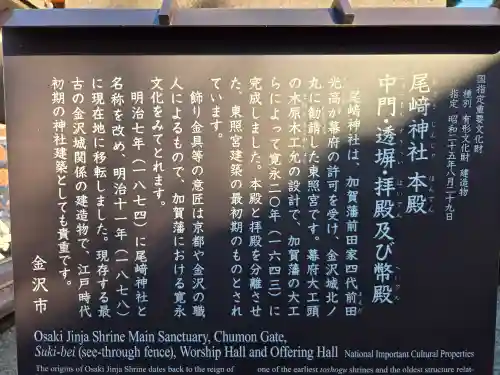 国指定重要文化財
種別 有形文化財 建造物
指定 昭和二十五年八月二十九日
尾﨑神社 本殿
中門・透塀・拝殿及び幣殿
尾﨑神社は、加賀藩前田家四代前田
光高が幕府の許可を受け、金沢城北ノ
丸に勧請した東照宮です。幕府大工頭
の木原木工允の設計で、加賀藩の大工
らによって寛永二〇年（一六四三）に
完成しました。本殿と拝殿を分離させ
た、東照宮建築の最初期のものとされ
ています。
飾り金具等の意匠は京都や金沢の職
人によるもので、加賀藩における寛永
文化をみてとれます。
明治七年（一八七四）に尾﨑神社と
名称を改め、明治十一年（一八七八）
に現在地に移転しました。現存する最
古の金沢城関係の建造物で、江戸時代
初期の神社建築としても貴重です。
金沢市
Osaki Jinja Shrine Main Sanctuary, Chumon Gate,
Suki-bei (see-through fence), Worship Hall and Offering Hall National Important Cultural Properties
The origins of Osaki Jinja Shrine dates back to the reign of
one of the earliest toshogu shrines and the oldest structure relat-